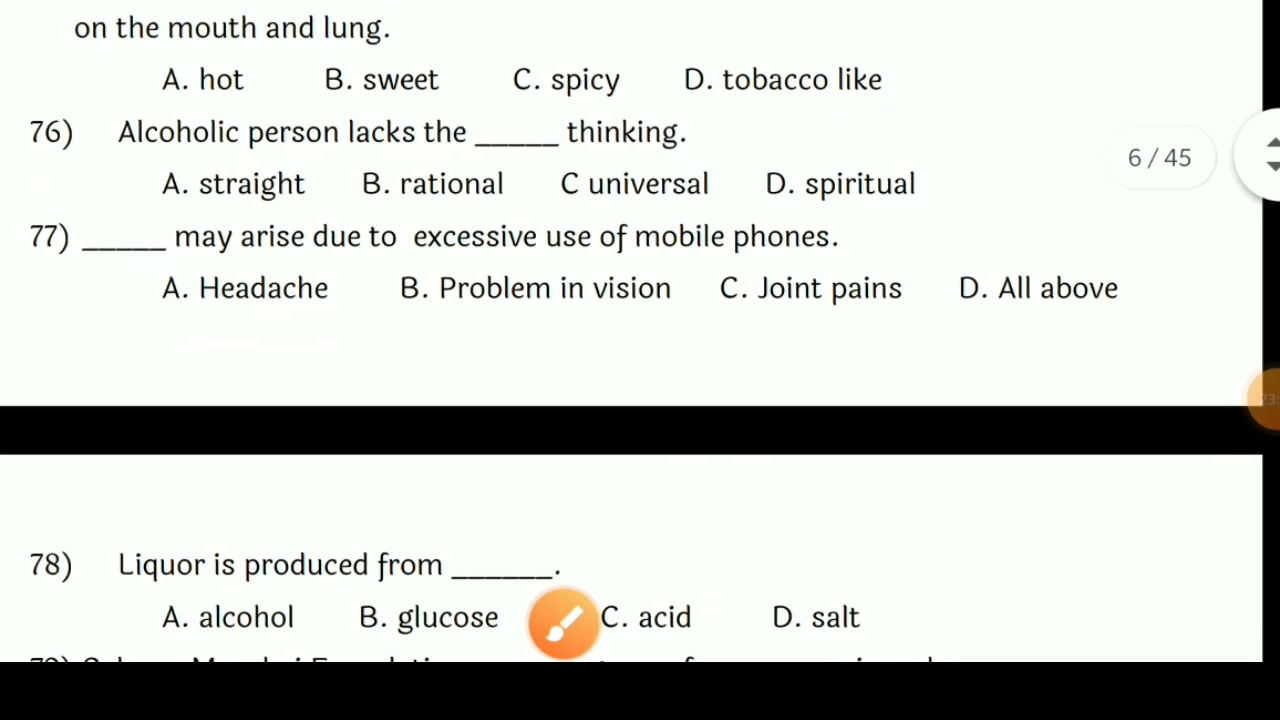 on the mouth and lung.
A. hot B. sweet C. spicy D. tobacco like
76) Alcoholic person lacks the _____ thinking.
6 / 45
A. straight B. rational C universal D. spiritual
77) _____ may arise due to excessive use of mobile phones.
A. Headache B. Problem in vision C. Joint pains D. All above
78) Liquor is produced from ______.
A. alcohol B. glucose C. acid D. salt